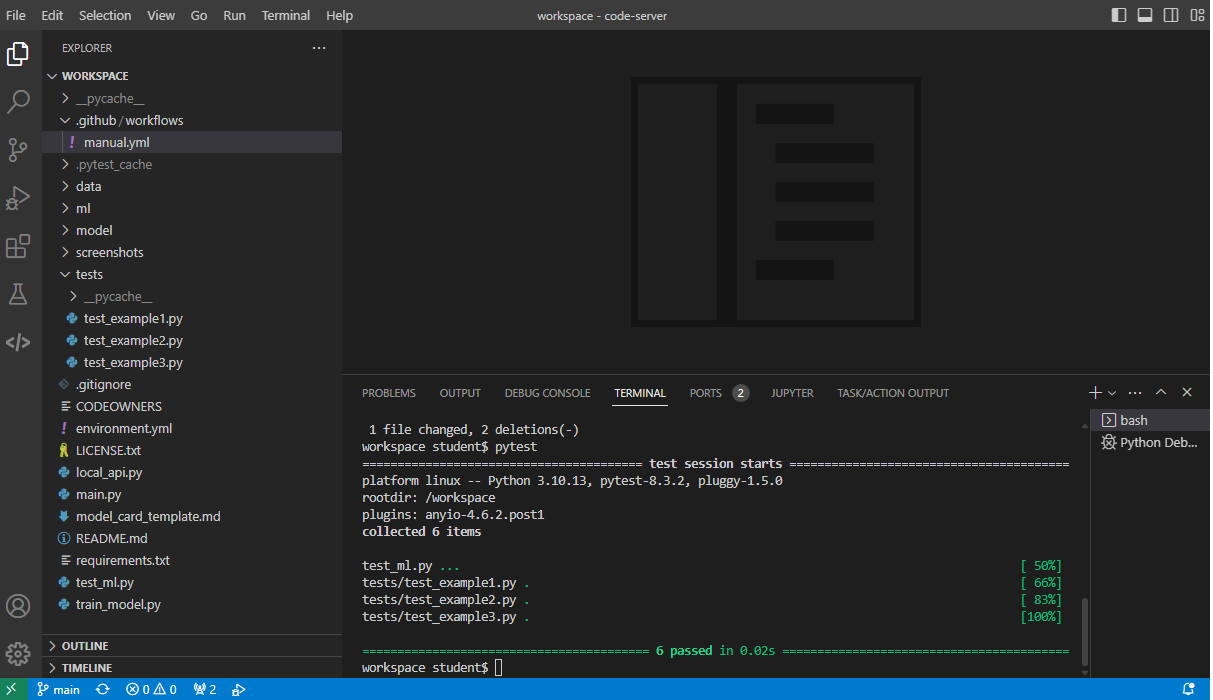 File Edit Selection View Go Run Terminal Help
workspace - code-server
EXPLORER
WORKSPACE
__pycache__
.github/workflows
! manual.yml
.pytest_cache
data
ml
model
screenshots
tests
__pycache__
test_example1.py
test_example2.py
test_example3.py
.gitignore
CODEOWNERS
! environment.yml
LICENSE.txt
local_api.py
main.py
model_card_template.md
README.md
requirements.txt
test_ml.py
train_model.py
OUTLINE
TIMELINE
PROBLEMS OUTPUT DEBUG CONSOLE TERMINAL PORTS 2 JUPYTER TASK/ACTION OUTPUT
1 file changed, 2 deletions(-)
workspace student$ pytest
===================================== test session starts =====================================
platform linux -- Python 3.10.13, pytest-8.3.2, pluggy-1.5.0
rootdir: /workspace
plugins: anyio-4.6.2.post1
collected 6 items
test_ml.py ... [ 50%]
tests/test_example1.py . [ 66%]
tests/test_example2.py . [ 83%]
tests/test_example3.py . [100%]
====================================== 6 passed in 0.02s ======================================
workspace student$
bash
Python Deb...
main 0 0 2